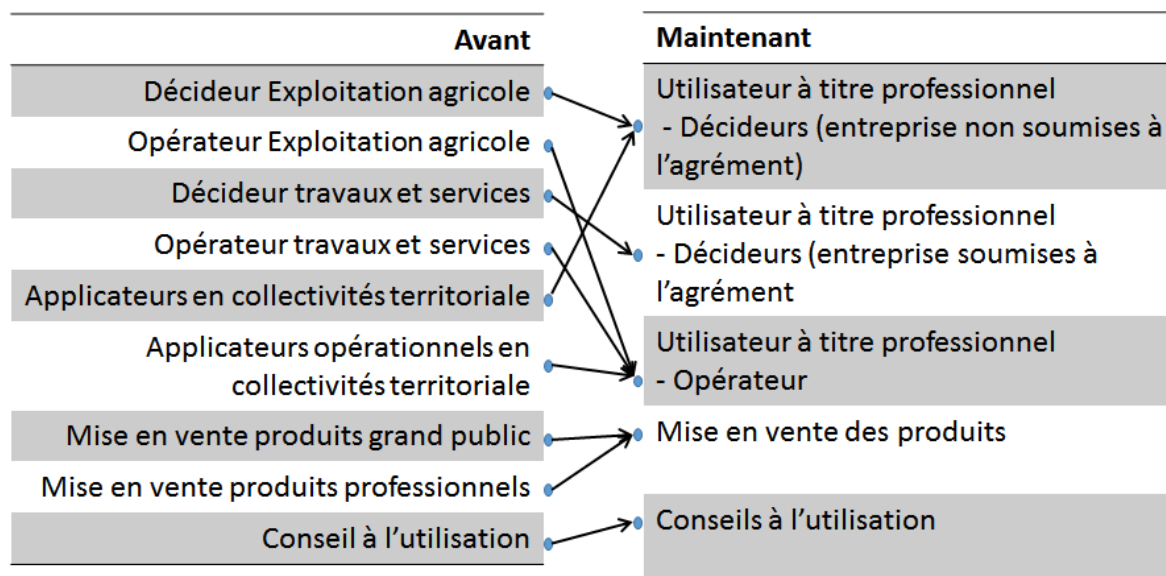 Avant
Décideur Exploitation agricole
Opérateur Exploitation agricole
Décideur travaux et services
Opérateur travaux et services
Applicateurs en collectivités territoriale
Applicateurs opérationnels en
collectivités territoriale
Mise en vente produits grand public
Mise en vente produits professionnels
Conseil à l’utilisation
Maintenant
Utilisateur à titre professionnel
- Décideurs (entreprise non soumises à
l’agrément)
Utilisateur à titre professionnel
- Décideurs (entreprise soumises à
l’agrément
Utilisateur à titre professionnel
- Opérateur
Mise en vente des produits
Conseils à l’utilisation